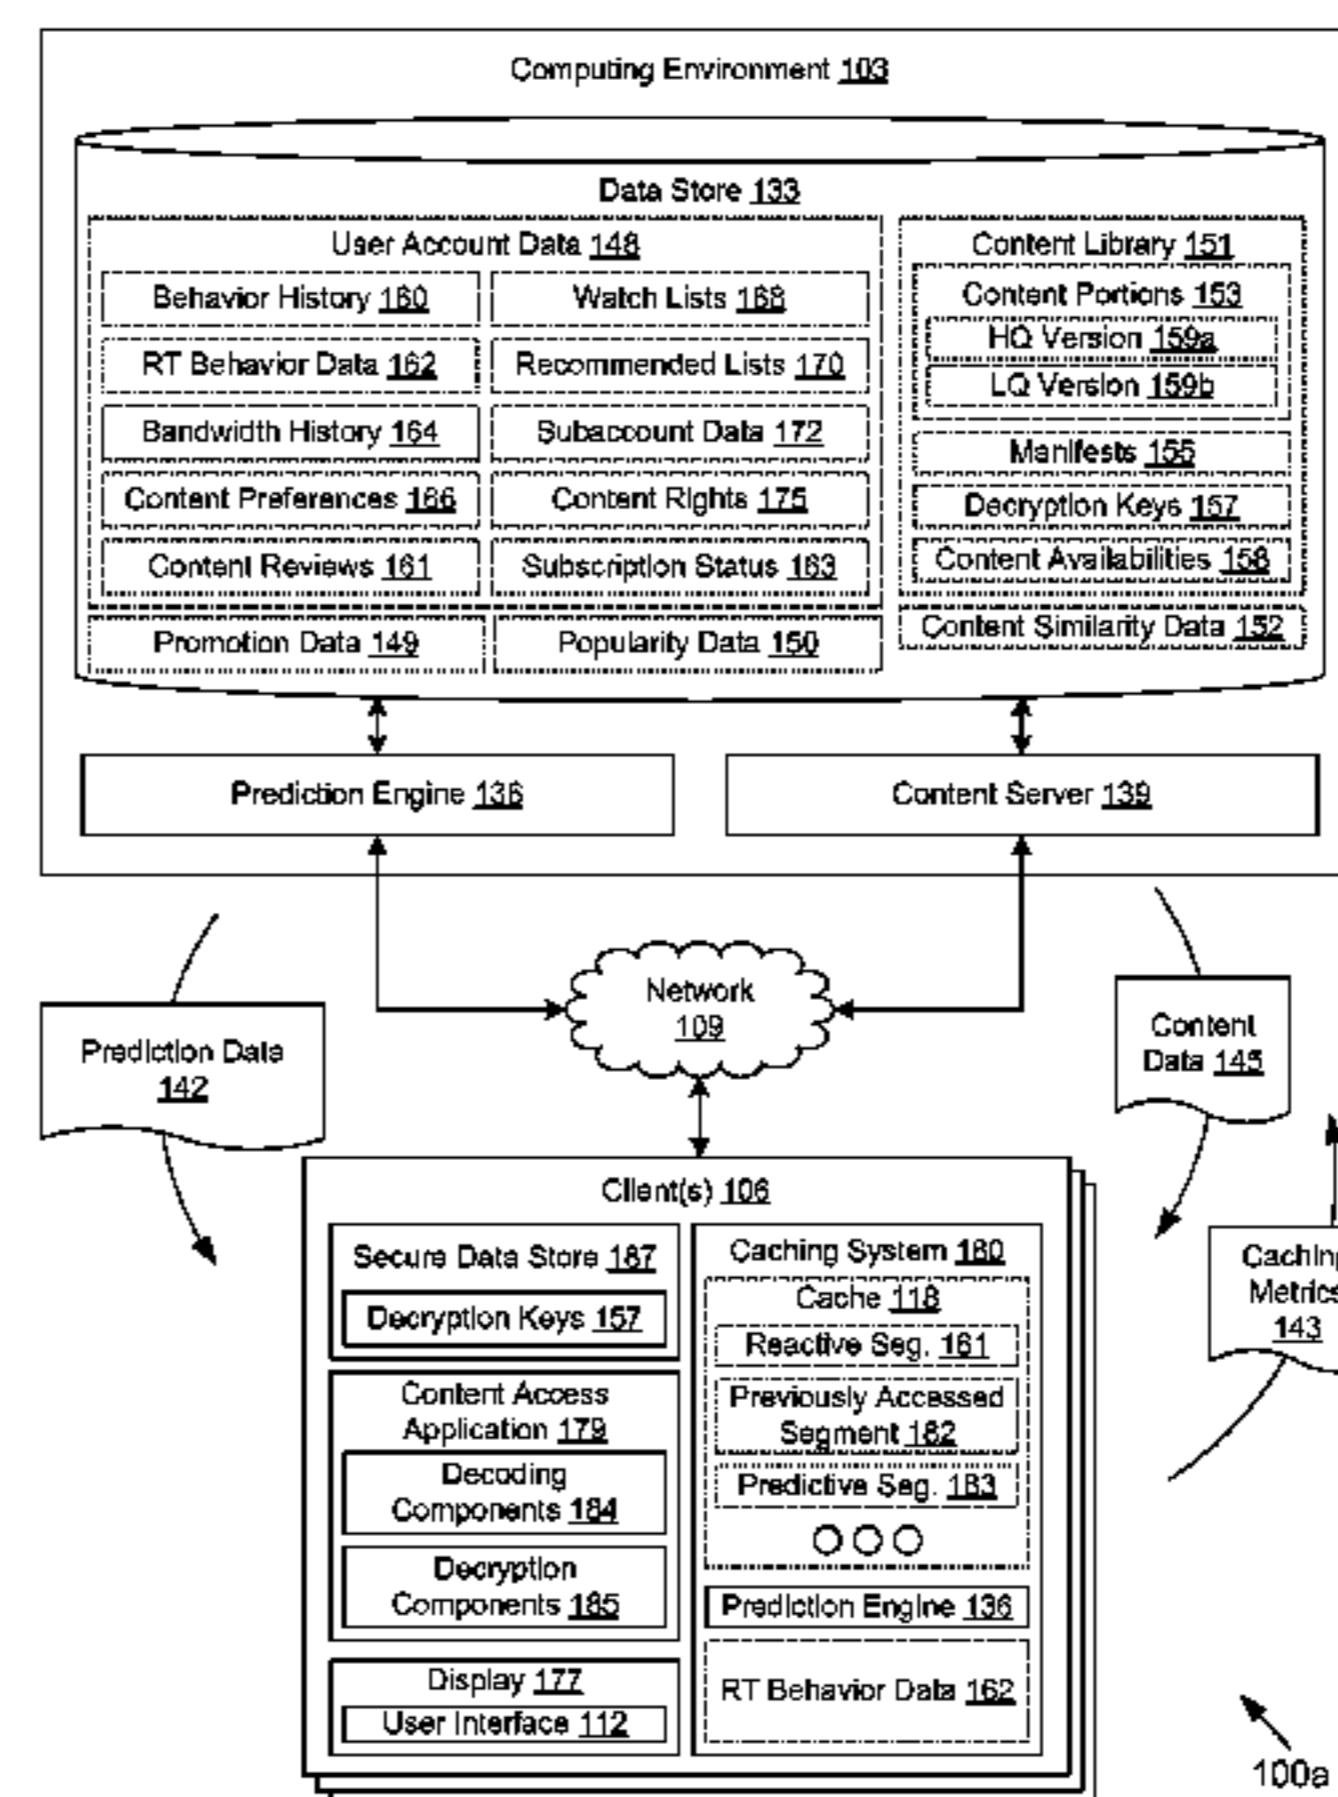 Computing Environment 103
Data Store 133
User Account Data 148
Behavior History 160
Watch Lists 168
RT Behavior Data 162
Recommended Lists 170
Bandwidth History 164
Subaccount Data 172
Content Preferences 166
Content Rights 175
Content Reviews 161
Subscription Status 163
Promotion Data 149
Popularity Data 150
Content Library 151
Content Portions 153
HQ Version 159a
LQ Version 159b
Manifests 155
Decryption Keys 157
Content Availabilities 158
Content Similarity Data 152
Prediction Engine 136
Content Server 139
Network
109
Prediction Data
142
Content
Data 145
Caching
Metrics
143
Client(s) 106
Secure Data Store 187
Decryption Keys 157
Content Access
Application 179
Decoding
Components 184
Decryption
Components 185
Display 177
User Interface 112
Caching System 180
Cache 118
Reactive Seg. 181
Previously Accessed
Segment 182
Predictive Seg. 183
Prediction Engine 136
RT Behavior Data 162
100a